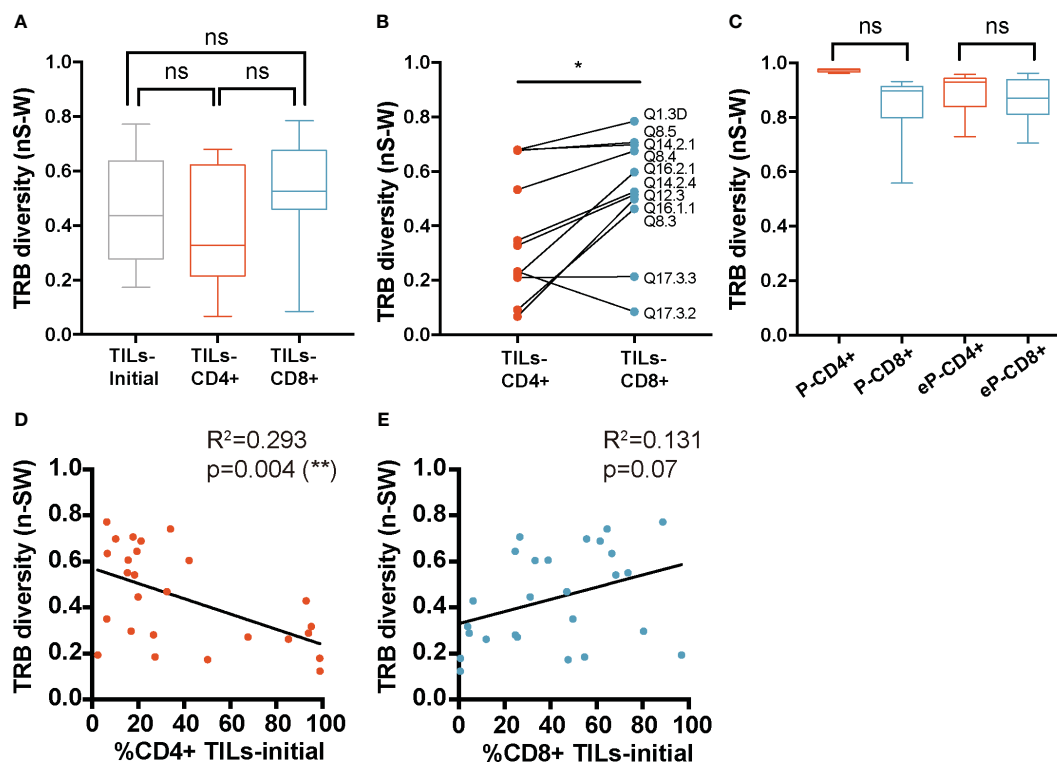 A
ns
ns
ns
TRB diversity (nS-W)
1.0
0.8
0.6
0.4
0.2
0.0
TILs-
Initial
TILs-
CD4+
TILs-
CD8+
B
*
TRB diversity (nS-W)
1.0
0.8
0.6
0.4
0.2
0.0
Q1.3D
Q8.5
Q14.2.1
Q8.4
Q16.2.1
Q14.2.4
Q12.3
Q16.1.1
Q8.3
Q17.3.3
Q17.3.2
TILs-
CD4+
TILs-
CD8+
C
ns
ns
TRB diversity (nS-W)
1.0
0.8
0.6
0.4
0.2
0.0
P-CD4+
P-CD8+
eP-CD4+
eP-CD8+
D
R²=0.293
p=0.004 (**)
TRB diversity (n-SW)
1.0
0.8
0.6
0.4
0.2
0.0
0 20 40 60 80 100
%CD4+ TILs-initial
E
R²=0.131
p=0.07
TRB diversity (n-SW)
1.0
0.8
0.6
0.4
0.2
0.0
0 20 40 60 80 100
%CD8+ TILs-initial